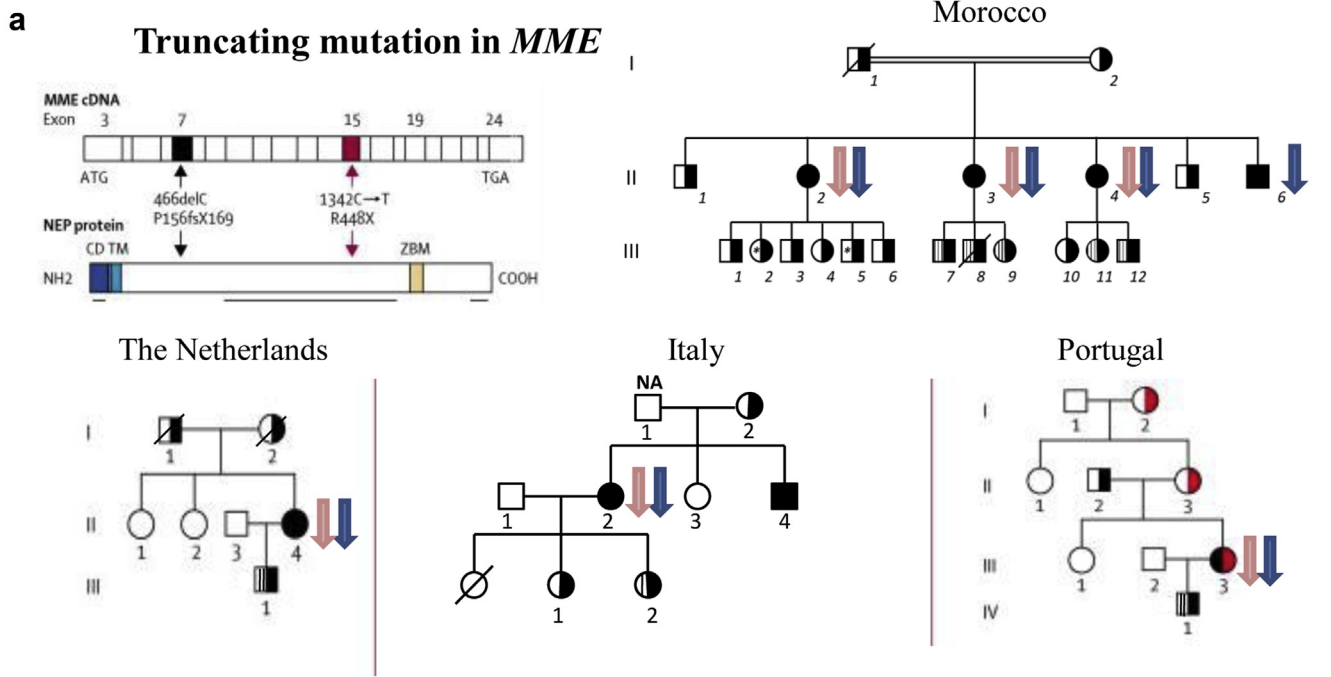 a
Truncating mutation in MME
MME cDNA
Exon 3 7 15 19 24
ATG TGA
466delC 1342C→T
P156fsX169 R448X
NEP protein
CD TM ZBM
NH2 COOH
Morocco
I 1 2
II 1 2 3 4 5 6
* *
III 1 2 3 4 5 6 7 8 9 10 11 12
The Netherlands
I 1 2
II 1 2 3 4
III 1
Italy
NA
1 2
1 2 3 4
1 2
Portugal
I 1 2
II 1 2 3
III 1 2 3
IV 1